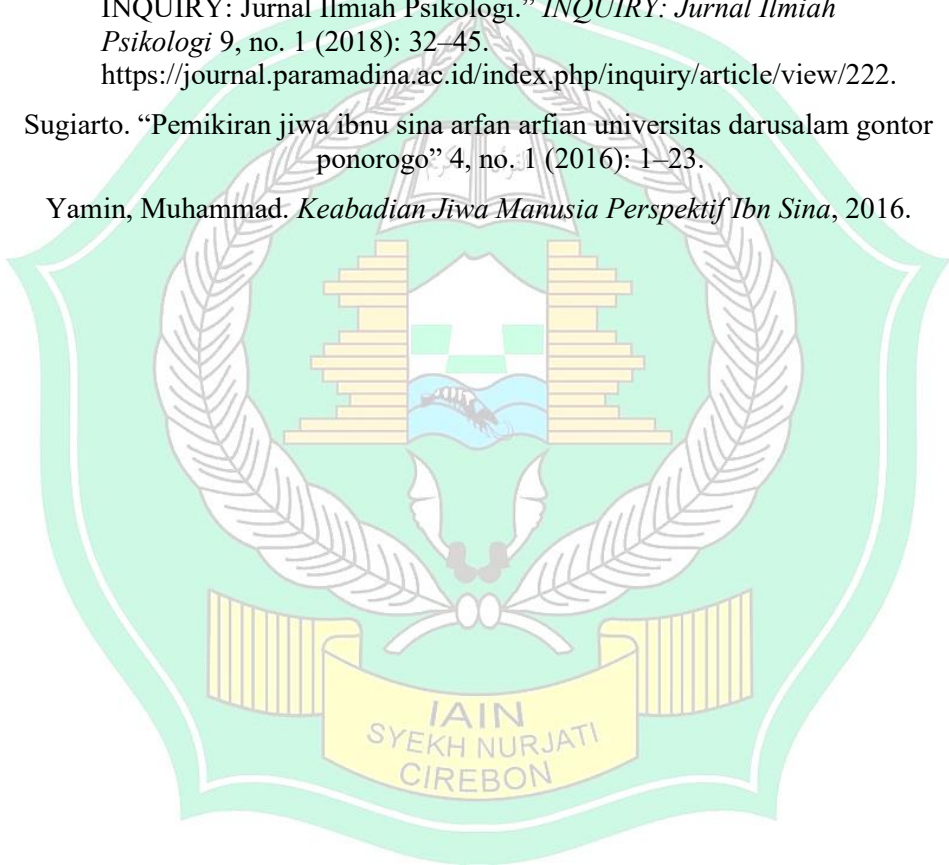 INQUIRY: Jurnal Ilmiah Psikologi.” INQUIRY: Jurnal Ilmiah
Psikologi 9, no. 1 (2018): 32–45.
https://journal.paramadina.ac.id/index.php/inquiry/article/view/222.
Sugiarto. “Pemikiran jiwa ibnu sina arfan arfian universitas darusalam gontor
ponorogo” 4, no. 1 (2016): 1–23.
Yamin, Muhammad. Keabadian Jiwa Manusia Perspektif Ibn Sina, 2016.
IAIN
SYEKH NURJATI
CIREBON